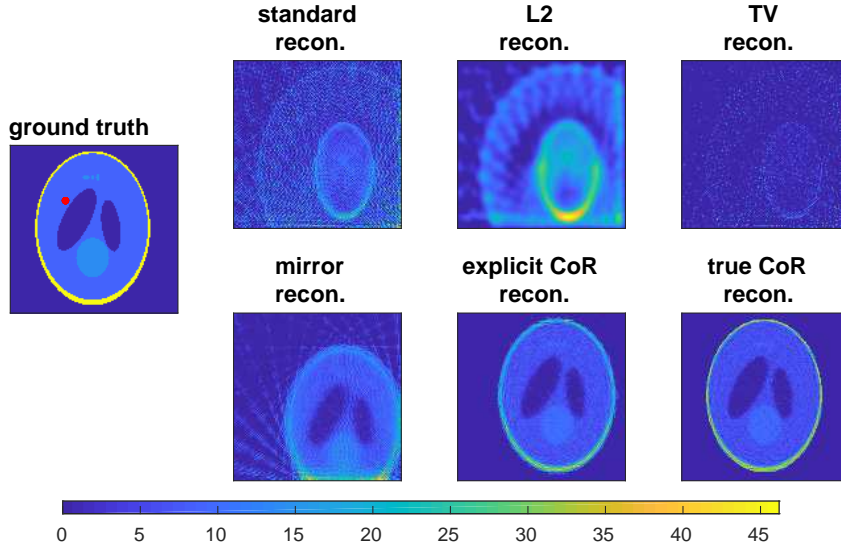 standard
recon.
L2
recon.
TV
recon.
ground truth
mirror
recon.
explicit CoR
recon.
true CoR
recon.
0 5 10 15 20 25 30 35 40 45